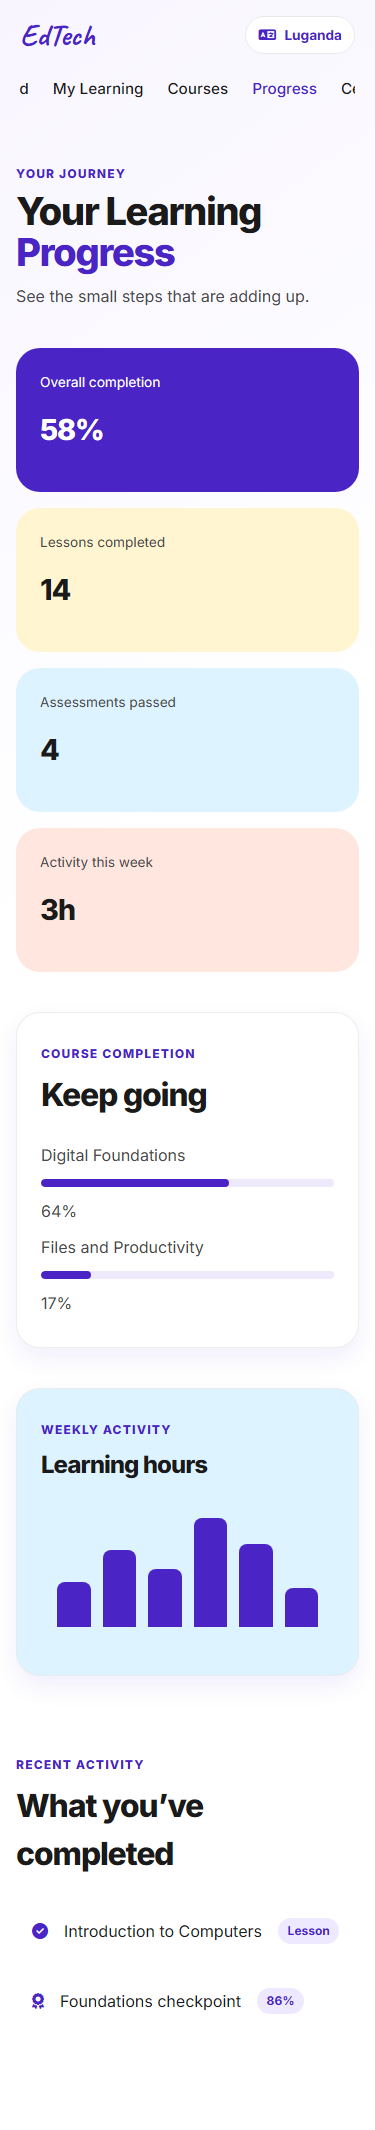 EdTech
Luganda
d My Learning Courses Progress Ce
YOUR JOURNEY
Your Learning
Progress
See the small steps that are adding up.
Overall completion
58%
Lessons completed
14
Assessments passed
4
Activity this week
3h
COURSE COMPLETION
Keep going
Digital Foundations
64%
Files and Productivity
17%
WEEKLY ACTIVITY
Learning hours
RECENT ACTIVITY
What you’ve
completed
Introduction to Computers Lesson
Foundations checkpoint 86%